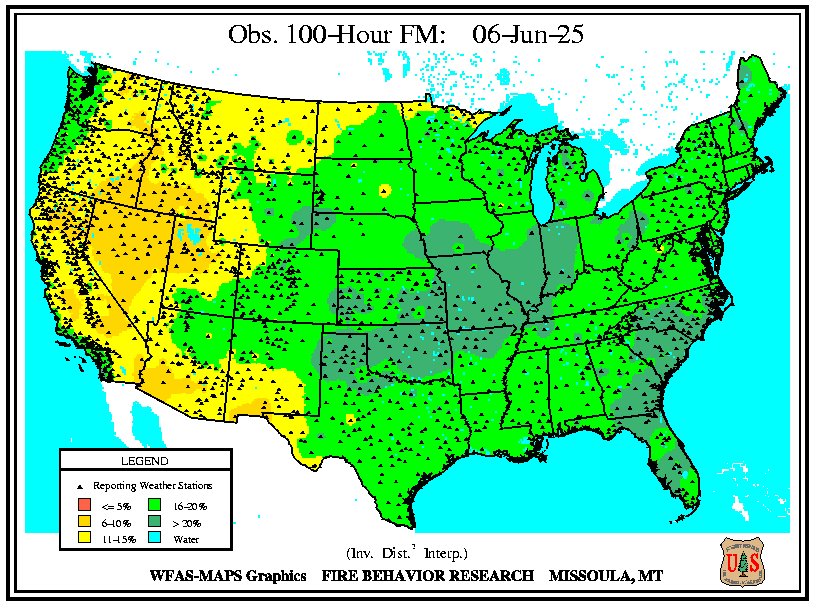 Obs. 100-Hour FM: 06-Jun-25
LEGEND
Reporting Weather Stations
<= 5% 16-20%
6-10% > 20%
11-15% Water
(Inv. Dist.² Interp.)
WFAS-MAPS Graphics FIRE BEHAVIOR RESEARCH MISSOULA, MT
U S